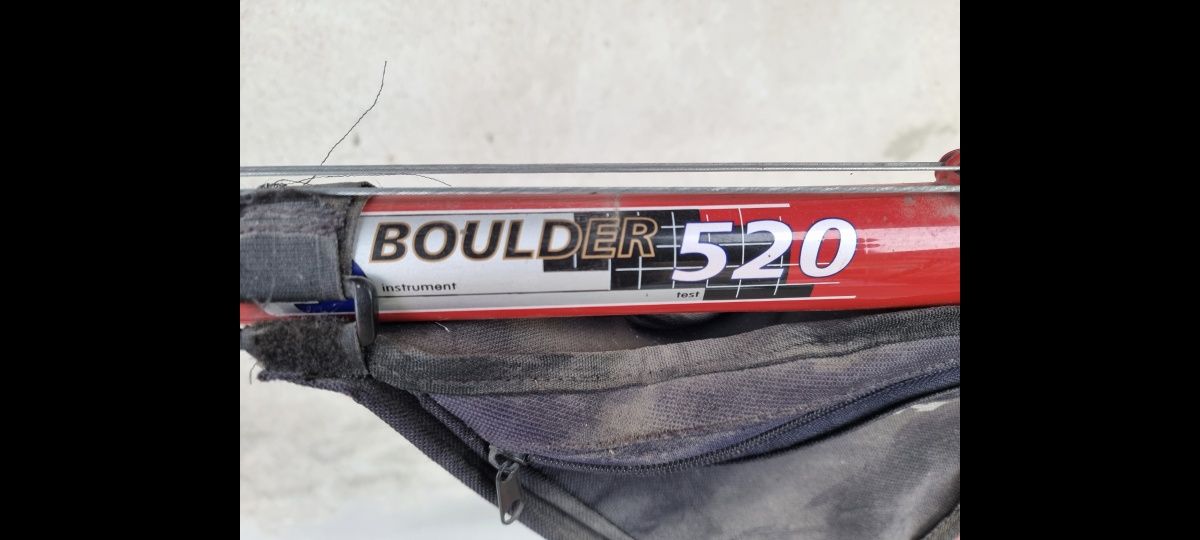 BOULDER 520
instrument test